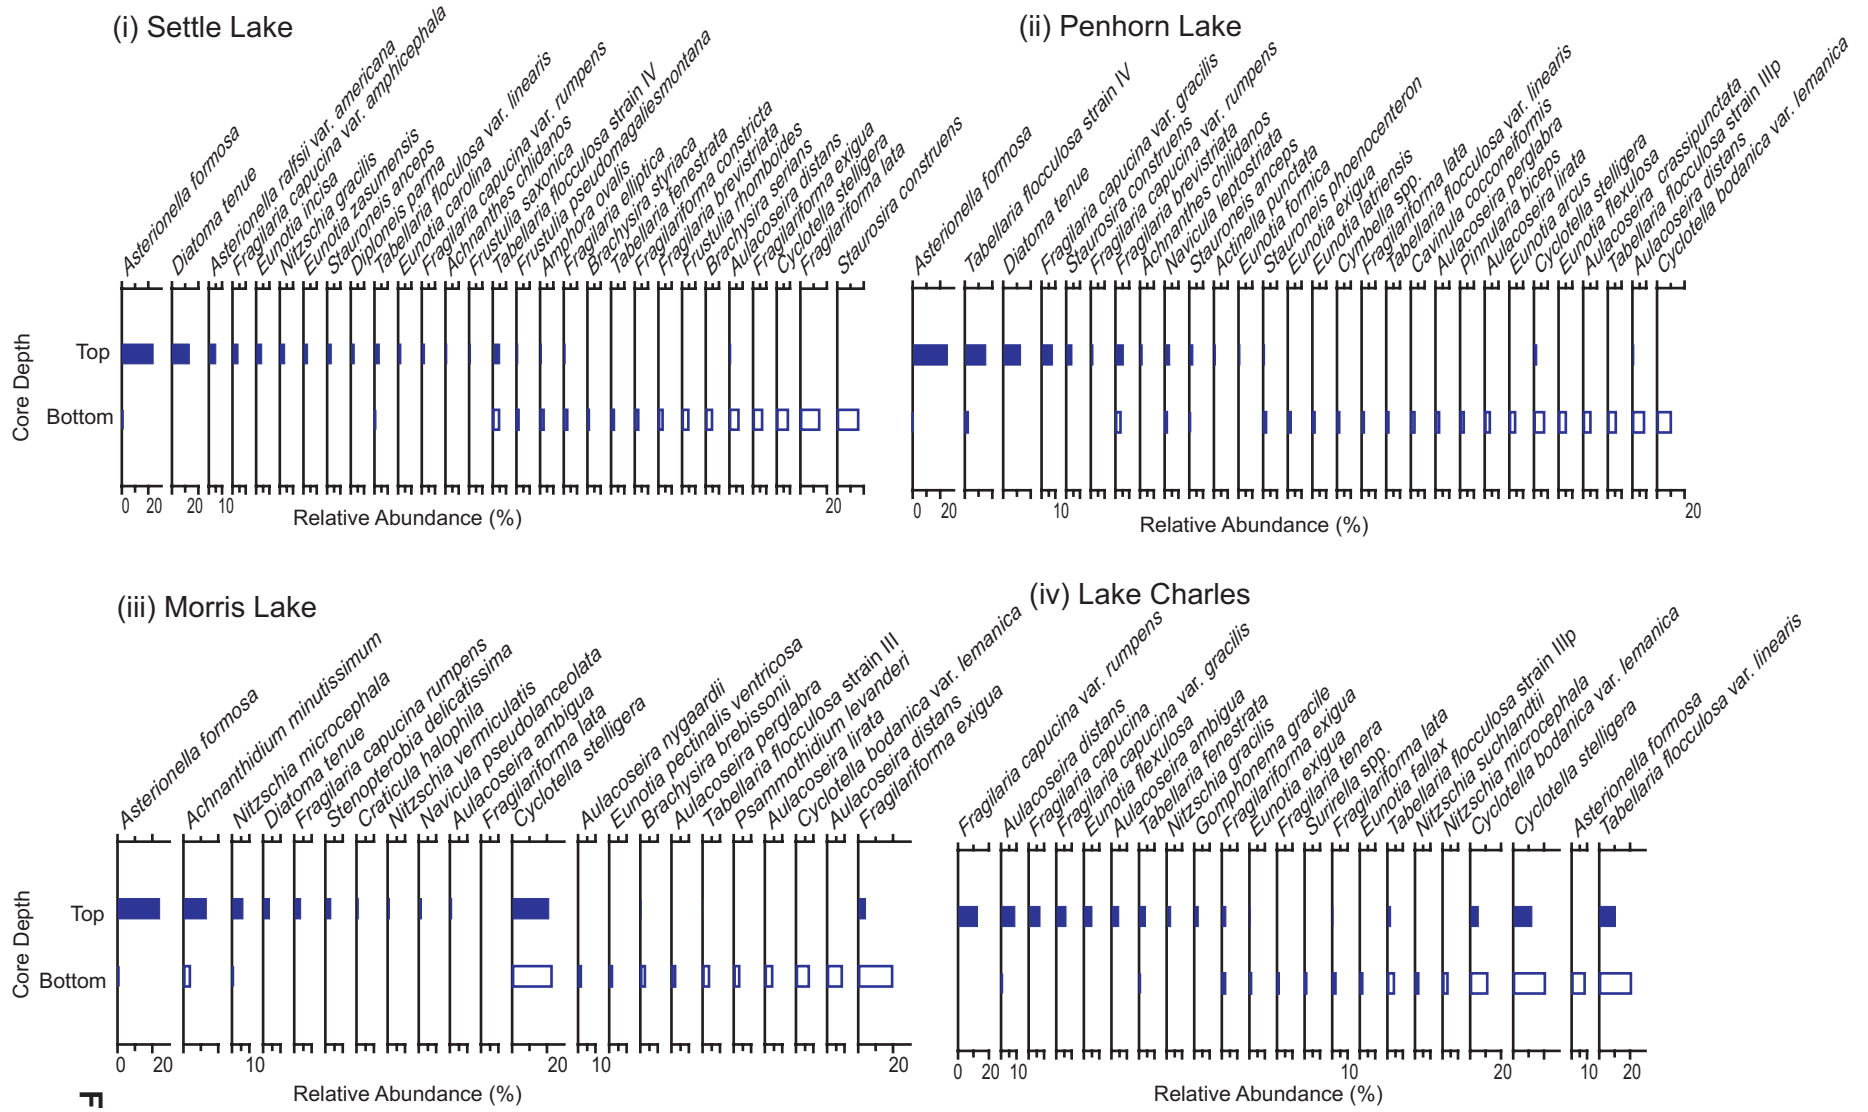 (i) Settle Lake
Asterionella formosa
Diatoma tenue
Asterionella ralfsii var. americana
Fragilaria capucina var. amphicephala
Eunotia incisa
Nitzschia gracilis
Eunotia zasumensis
Stauroneis anceps
Diploneis parma
Tabellaria floculosa var. linearis
Eunotia carolina
Fragilaria capucina var. rumpens
Achnanthes chlidanos
Frustulia saxonica
Tabellaria flocculosa strain IV
Frustulia pseudomagaliesmontana
Amphora ovalis
Fragilaria elliptica
Brachysira styriaca
Tabellaria fenestrata
Fragilariforma constricta
Fragilaria brevistriata
Frustulia rhomboides
Brachysira serians
Aulacoseira distans
Fragilariforma exigua
Cyclotella stelligera
Fragilariforma lata
Staurosira construens
Core Depth
Top
Bottom
0 20 20 10 20
Relative Abundance (%)
(ii) Penhorn Lake
Asterionella formosa
Tabellaria flocculosa strain IV
Diatoma tenue
Fragilaria capucina var. gracilis
Staurosira construens
Fragilaria capucina var. rumpens
Fragilaria brevistriata
Achnanthes chlidanos
Navicula leptostriata
Stauroneis anceps
Actinella punctata
Eunotia formica
Stauroneis phoenocenteron
Eunotia exigua
Eunotia latriensis
Cymbella spp.
Fragilariforma lata
Tabellaria flocculosa var. linearis
Cavinula cocconeiformis
Aulacoseira perglabra
Pinnularia biceps
Aulacoseira lirata
Eunotia arcus
Cyclotella stelligera
Eunotia flexulosa
Aulacoseira crassipunctata
Tabellaria flocculosa strain IIIp
Aulacoseira distans
Cyclotella bodanica var. lemanica
0 20 10 20
Relative Abundance (%)
(iii) Morris Lake
Asterionella formosa
Achnanthidium minutissimum
Nitzschia microcephala
Diatoma tenue
Fragilaria capucina rumpens
Stenopterobia delicatissima
Craticula halophila
Nitzschia vermiculatis
Navicula pseudolanceolata
Aulacoseira ambigua
Fragilariforma lata
Cyclotella stelligera
Aulacoseira nygaardii
Eunotia pectinalis ventricosa
Brachysira brebissonii
Aulacoseira perglabra
Tabellaria flocculosa strain III
Psammothidium levanderi
Aulacoseira lirata
Cyclotella bodanica var. lemanica
Aulacoseira distans
Fragilariforma exigua
Core Depth
Top
Bottom
0 20 10 20 10 20
Relative Abundance (%)
(iv) Lake Charles
Fragilaria capucina var. rumpens
Aulacoseira distans
Fragilaria capucina
Fragilaria capucina var. gracilis
Eunotia flexulosa
Aulacoseira ambigua
Tabellaria fenestrata
Nitzschia gracilis
Gomphonema gracile
Fragilariforma exigua
Eunotia exigua
Fragilaria tenera
Surirella spp.
Fragilariforma lata
Eunotia fallax
Tabellaria flocculosa strain IIIp
Nitzschia suchlandtii
Nitzschia microcephala
Cyclotella bodanica var. lemanica
Cyclotella stelligera
Asterionella formosa
Tabellaria flocculosa var. linearis
0 20 10 10 20 10 20
Relative Abundance (%)
F